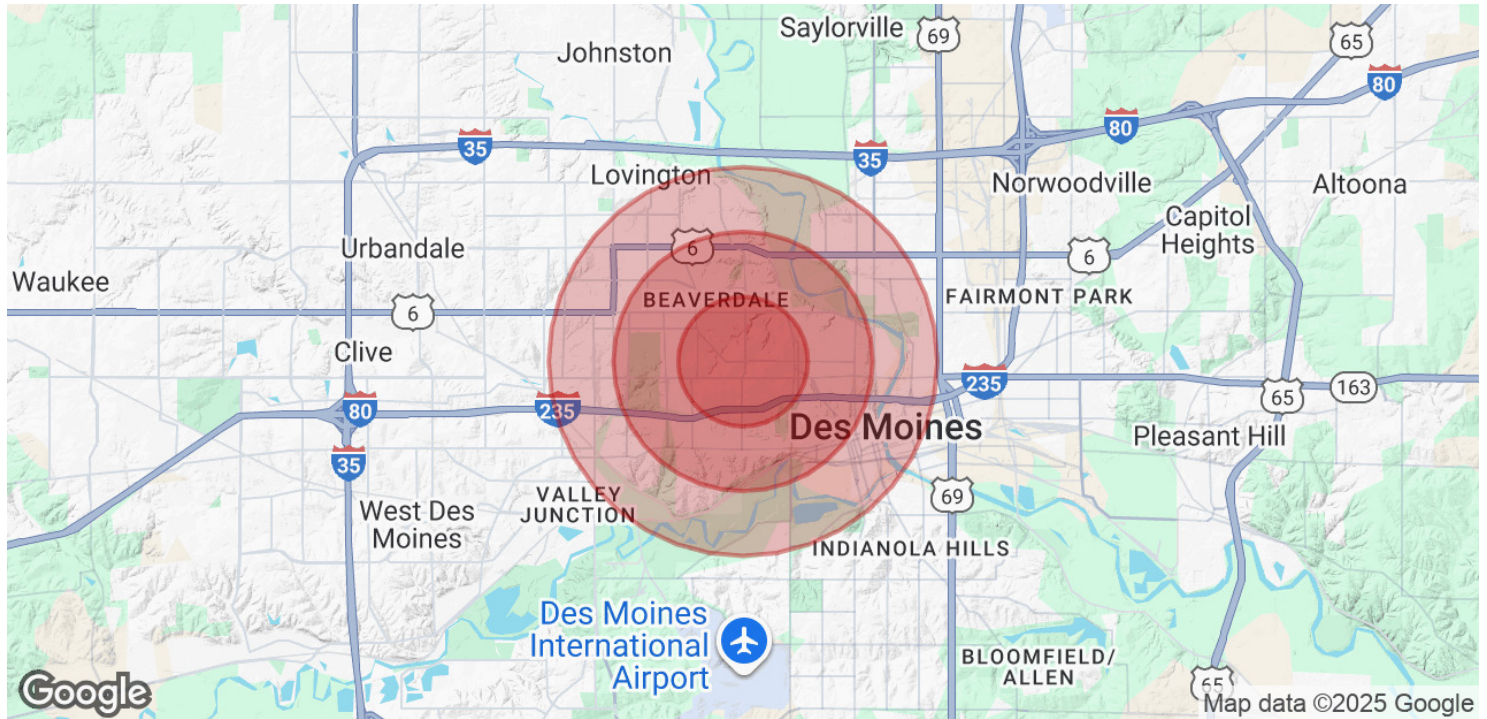 Saylorville
69
65
Johnston
80
80
35
35
Lovington
Norwoodville
Altoona
Capitol
Heights
Urbandale
6
6
Waukee
BEAVERDALE
FAIRMONT PARK
6
Clive
235
163
65
80
235
Des Moines
Pleasant Hill
35
VALLEY
JUNCTION
69
West Des
Moines
INDIANOLA HILLS
Des Moines
International
Airport
BLOOMFIELD/
ALLEN
65
Google
Map data ©2025 Google